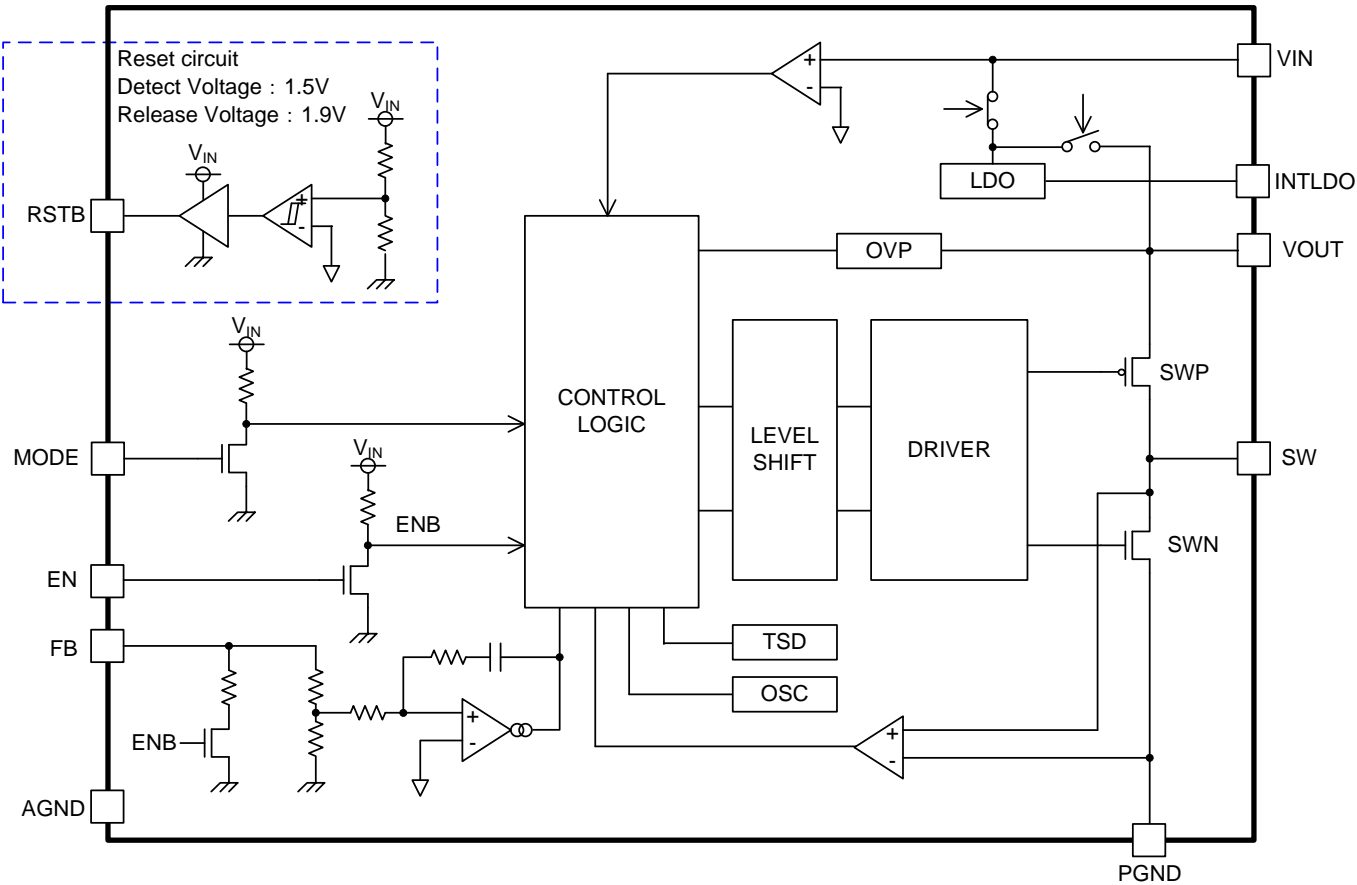 Reset circuit
Detect Voltage : 1.5V
Release Voltage : 1.9V
VIN
VIN
RSTB
+
-
+
-
VIN
LDO
INTLDO
OVP
VOUT
VIN
MODE
VIN
ENB
EN
CONTROL
LOGIC
LEVEL
SHIFT
DRIVER
SWP
SW
SWN
FB
ENB
+
-
TSD
OSC
+
-
AGND
PGND